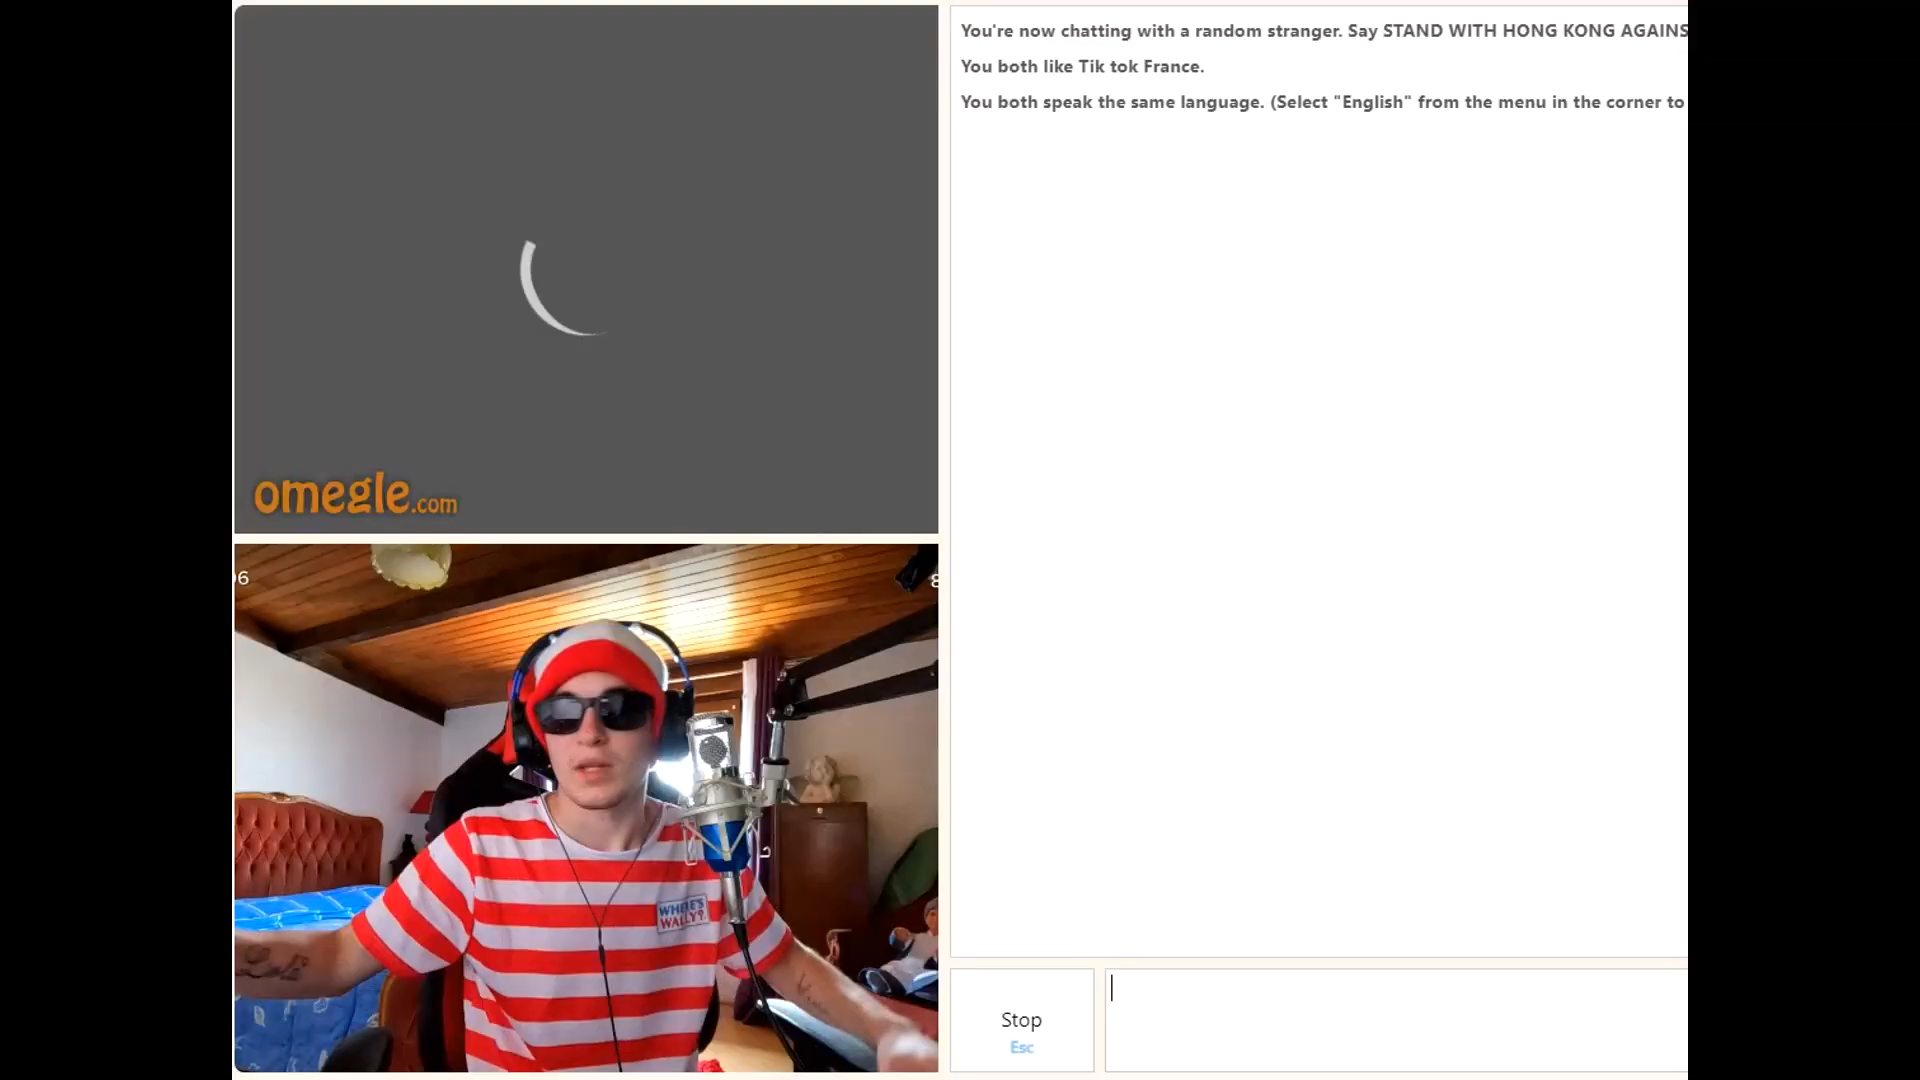 You're now chatting with a random stranger. Say STAND WITH HONG KONG AGAINS
You both like Tik tok France.
You both speak the same language. (Select "English" from the menu in the corner to
omegle.com
06
8
WHERE'S
WALLY?
Stop
Esc